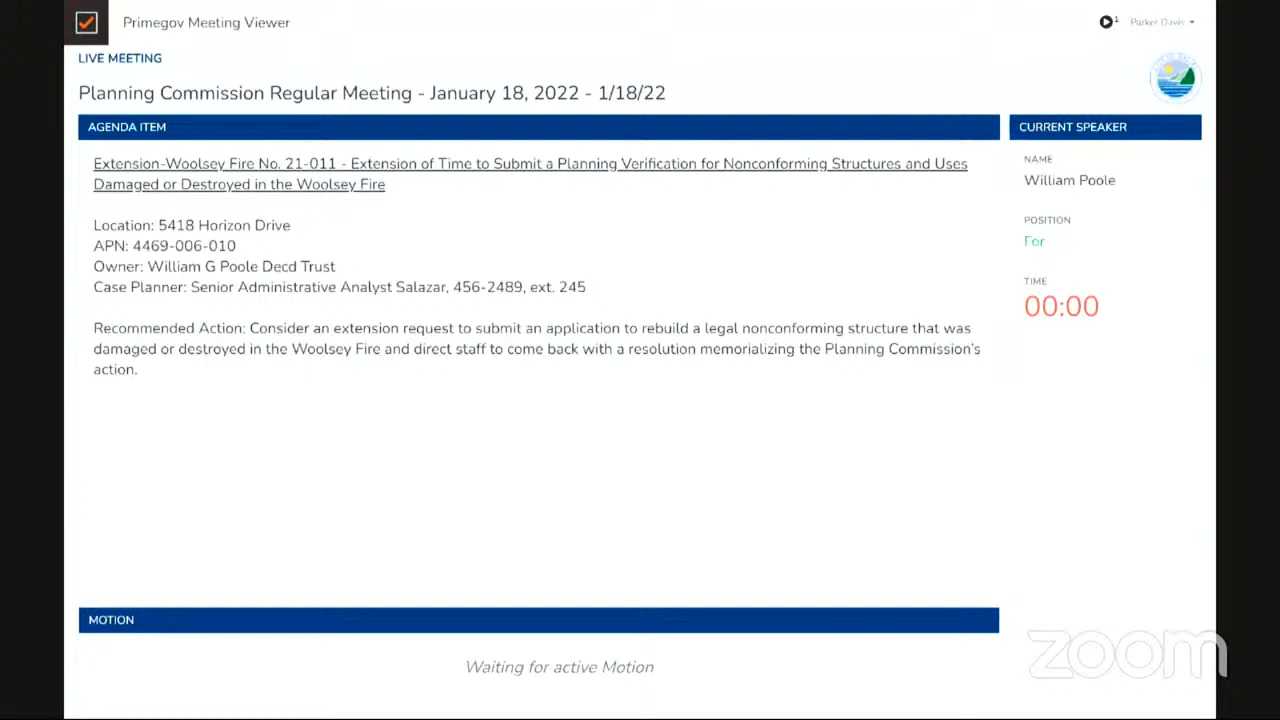 Primegov Meeting Viewer
1
Parker Davis
LIVE MEETING
Planning Commission Regular Meeting - January 18, 2022 - 1/18/22
AGENDA ITEM
Extension-Woolsey Fire No. 21-011 - Extension of Time to Submit a Planning Verification for Nonconforming Structures and Uses
Damaged or Destroyed in the Woolsey Fire
Location: 5418 Horizon Drive
APN: 4469-006-010
Owner: William G Poole Decd Trust
Case Planner: Senior Administrative Analyst Salazar, 456-2489, ext. 245
Recommended Action: Consider an extension request to submit an application to rebuild a legal nonconforming structure that was
damaged or destroyed in the Woolsey Fire and direct staff to come back with a resolution memorializing the Planning Commission's
action.
CURRENT SPEAKER
NAME
William Poole
POSITION
For
TIME
00:00
MOTION
Waiting for active Motion
zoom